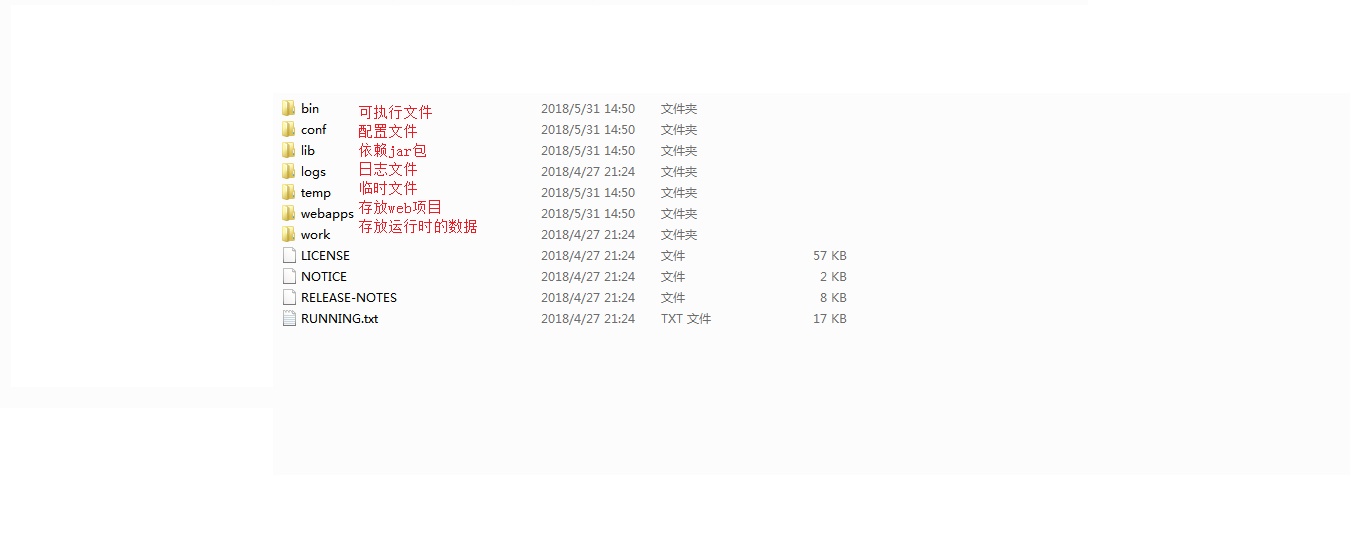 bin 可执行文件 2018/5/31 14:50 文件夹
conf 配置文件 2018/5/31 14:50 文件夹
lib 依赖jar包 2018/5/31 14:50 文件夹
logs 日志文件 2018/4/27 21:24 文件夹
temp 临时文件 2018/5/31 14:50 文件夹
webapps 存放web项目 2018/5/31 14:50 文件夹
work 存放运行时的数据 2018/4/27 21:24 文件夹
LICENSE 2018/4/27 21:24 文件 57 KB
NOTICE 2018/4/27 21:24 文件 2 KB
RELEASE-NOTES 2018/4/27 21:24 文件 8 KB
RUNNING.txt 2018/4/27 21:24 TXT 文件 17 KB